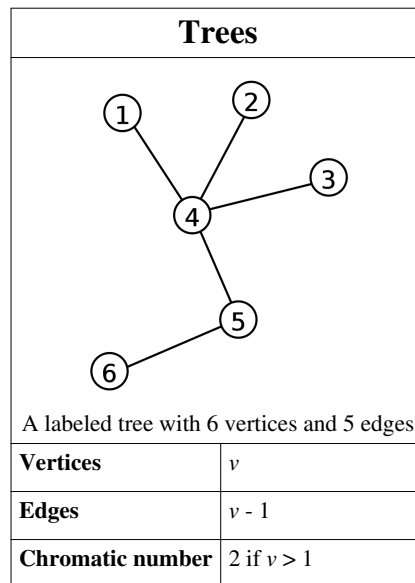 Trees
1
2
3
4
5
6
A labeled tree with 6 vertices and 5 edges
Vertices v
Edges v - 1
Chromatic number 2 if v > 1